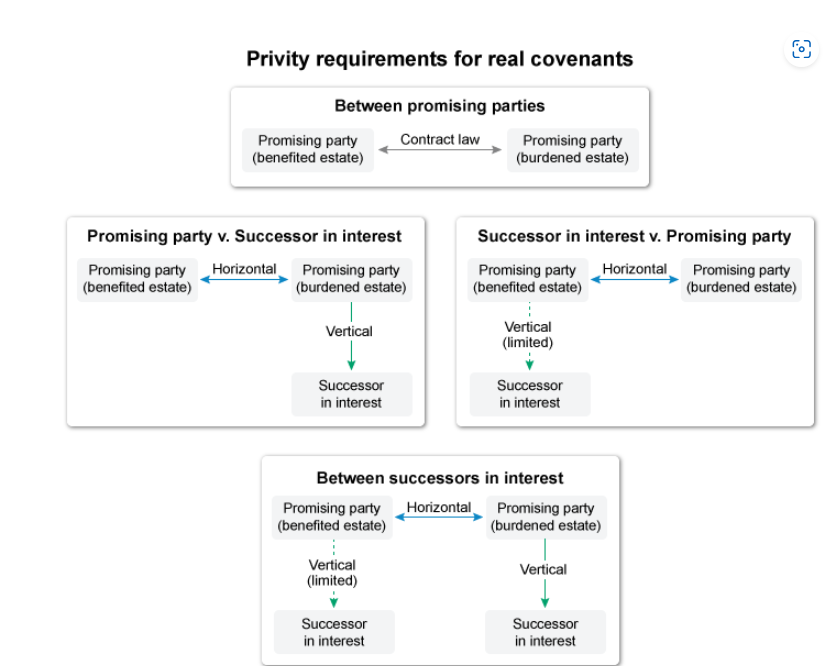 Privity requirements for real covenants
Between promising parties
Promising party
(benefited estate)
Contract law
Promising party
(burdened estate)
Promising party v. Successor in interest
Promising party
(benefited estate)
Horizontal
Promising party
(burdened estate)
Vertical
Successor
in interest
Successor in interest v. Promising party
Promising party
(benefited estate)
Horizontal
Promising party
(burdened estate)
Vertical
(limited)
Successor
in interest
Between successors in interest
Promising party
(benefited estate)
Horizontal
Promising party
(burdened estate)
Vertical
(limited)
Vertical
Successor
in interest
Successor
in interest